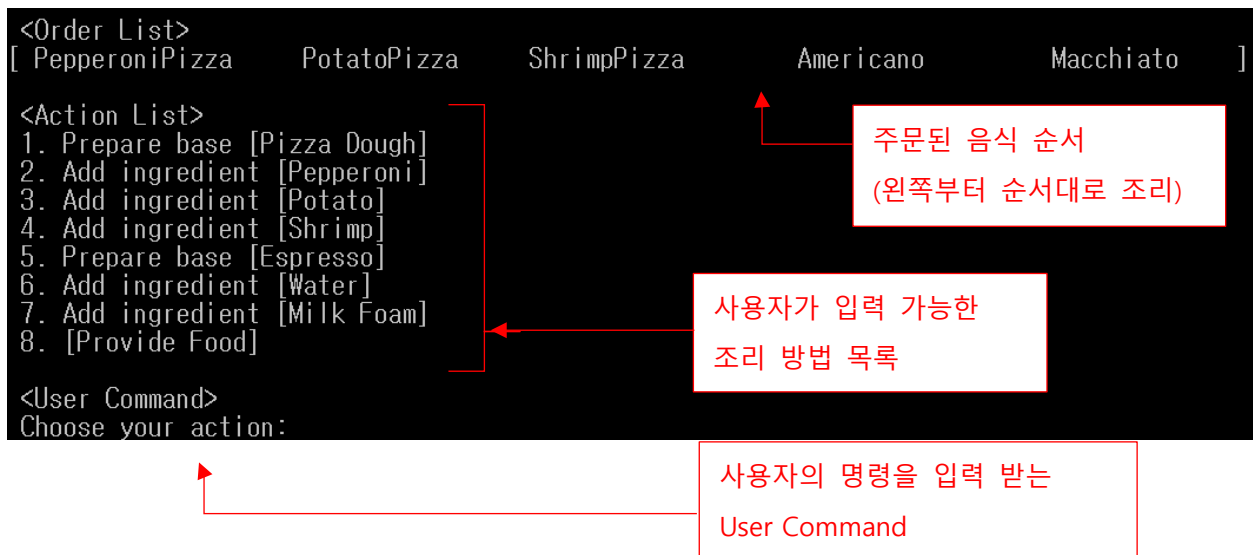 <Order List>
[ PepperoniPizza PotatoPizza ShrimpPizza Americano Macchiato ]
<Action List>
1. Prepare base [Pizza Dough]
2. Add ingredient [Pepperoni]
3. Add ingredient [Potato]
4. Add ingredient [Shrimp]
5. Prepare base [Espresso]
6. Add ingredient [Water]
7. Add ingredient [Milk Foam]
8. [Provide Food]
<User Command>
Choose your action:
주문된 음식 순서
(왼쪽부터 순서대로 조리)
사용자가 입력 가능한
조리 방법 목록
사용자의 명령을 입력 받는
User Command